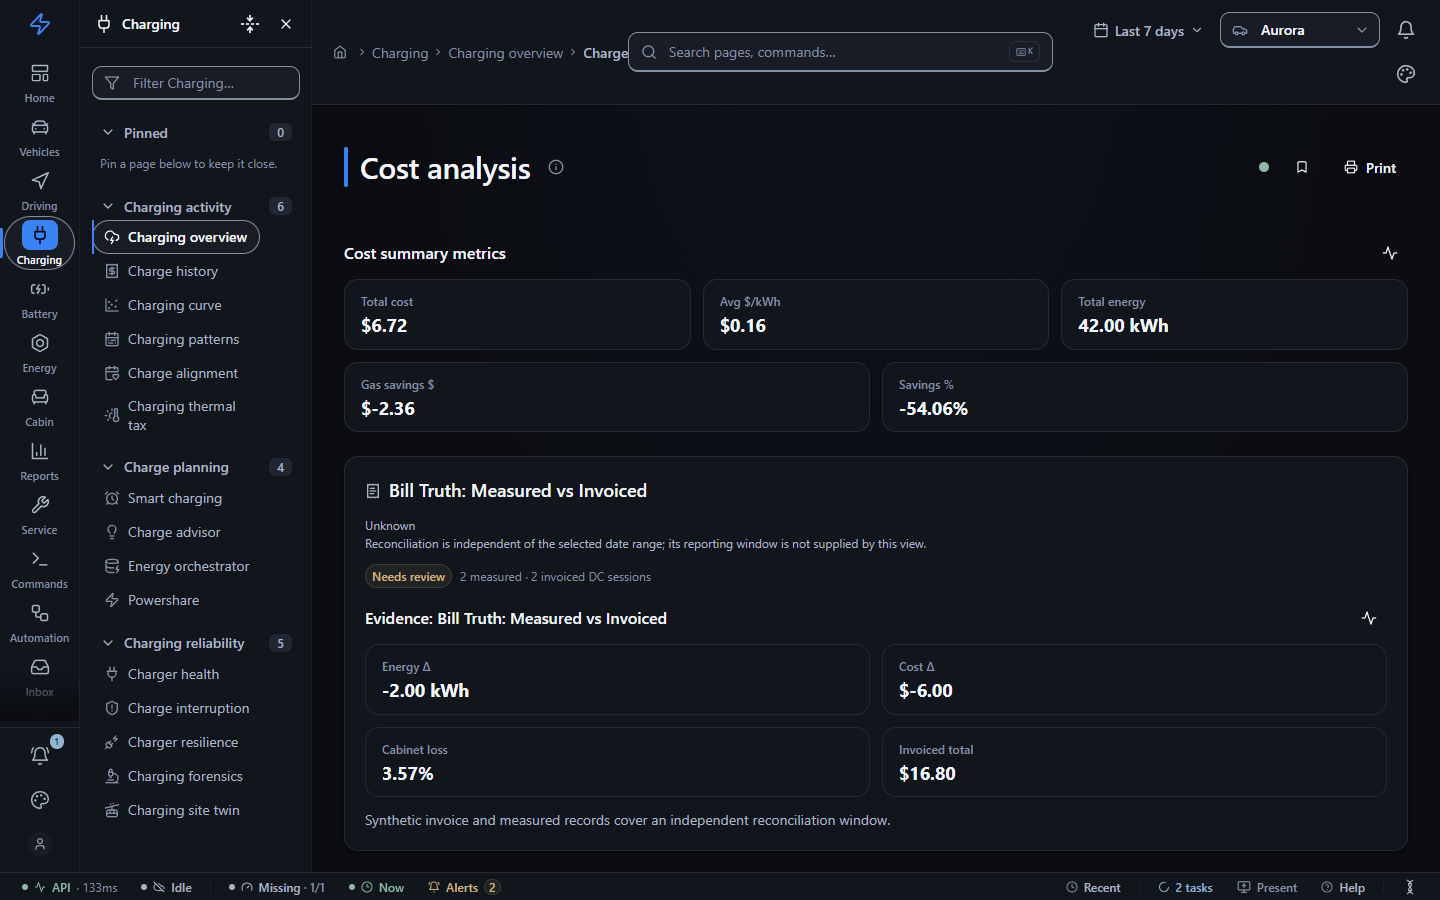 Home
Vehicles
Driving
Charging
Battery
Energy
Cabin
Reports
Service
Commands
Automation
Inbox
1
Charging
Filter Charging...
Pinned 0
Pin a page below to keep it close.
Charging activity 6
Charging overview
Charge history
Charging curve
Charging patterns
Charge alignment
Charging thermal
tax
Charge planning 4
Smart charging
Charge advisor
Energy orchestrator
Powershare
Charging reliability 5
Charger health
Charge interruption
Charger resilience
Charging forensics
Charging site twin
Charging Charging overview Charge
Search pages, commands... K
Last 7 days
Aurora
Cost analysis
Print
Cost summary metrics
Total cost
$6.72
Avg $/kWh
$0.16
Total energy
42.00 kWh
Gas savings $
$-2.36
Savings %
-54.06%
Bill Truth: Measured vs Invoiced
Unknown
Reconciliation is independent of the selected date range; its reporting window is not supplied by this view.
Needs review 2 measured · 2 invoiced DC sessions
Evidence: Bill Truth: Measured vs Invoiced
Energy Δ
-2.00 kWh
Cost Δ
$-6.00
Cabinet loss
3.57%
Invoiced total
$16.80
Synthetic invoice and measured records cover an independent reconciliation window.
API · 133ms Idle Missing · 1/1 Now Alerts 2 Recent 2 tasks Present Help